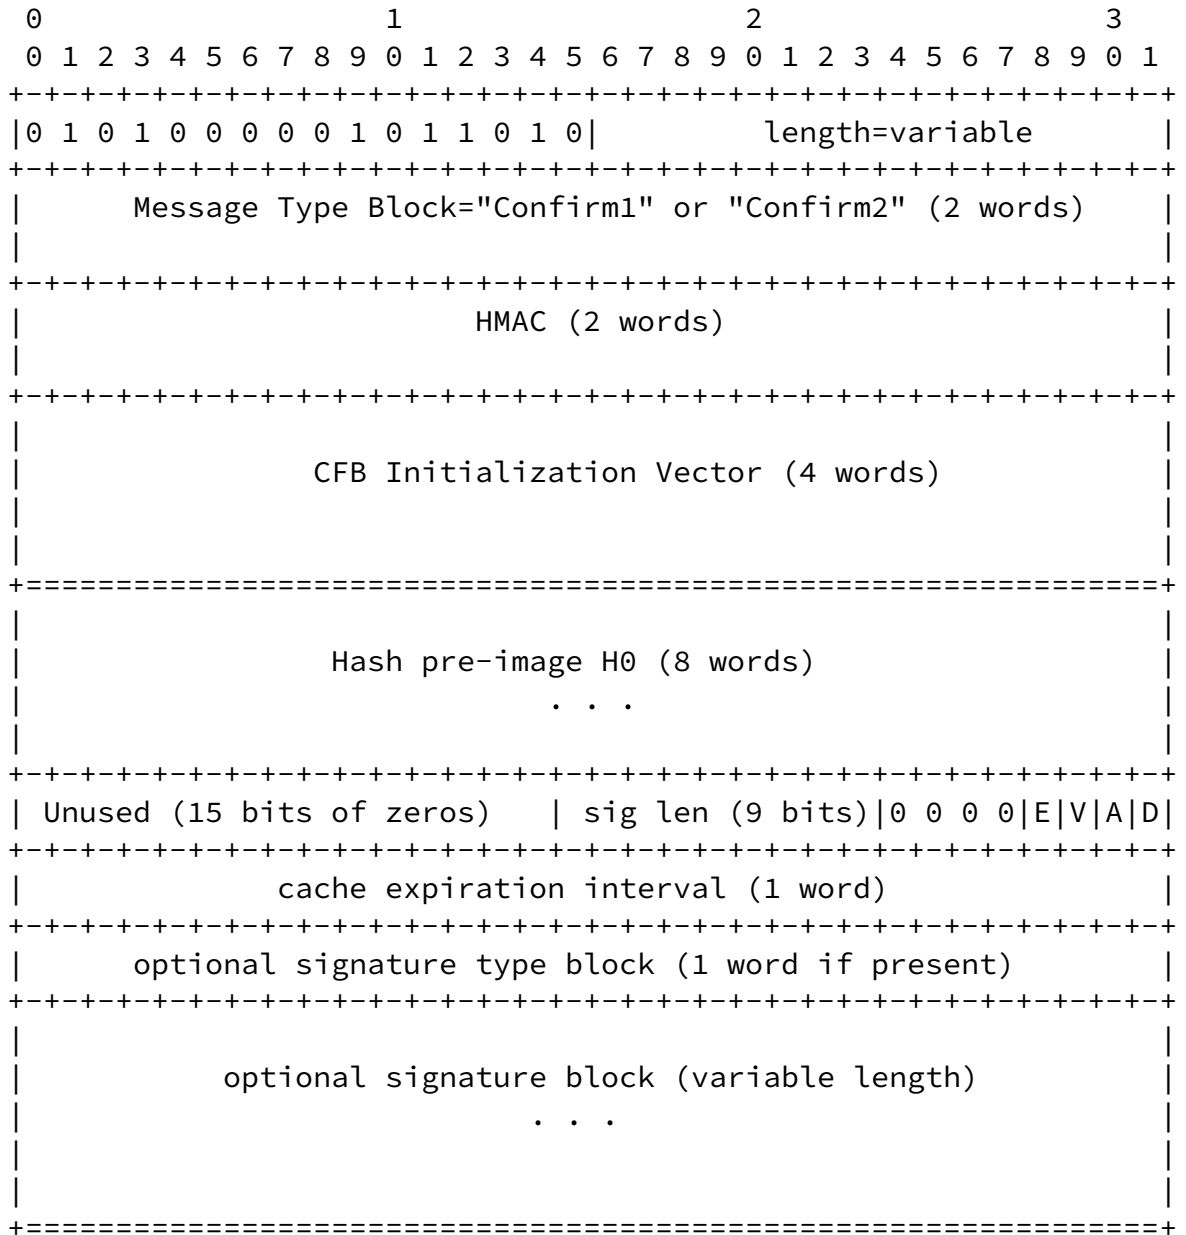 0                   1                   2                   3
 0 1 2 3 4 5 6 7 8 9 0 1 2 3 4 5 6 7 8 9 0 1 2 3 4 5 6 7 8 9 0 1
+-+-+-+-+-+-+-+-+-+-+-+-+-+-+-+-+-+-+-+-+-+-+-+-+-+-+-+-+-+-+-+-+
|0 1 0 1 0 0 0 0 0 1 0 1 1 0 1 0|         length=variable       |
+-+-+-+-+-+-+-+-+-+-+-+-+-+-+-+-+-+-+-+-+-+-+-+-+-+-+-+-+-+-+-+-+
|      Message Type Block="Confirm1" or "Confirm2" (2 words)    |
|                                                               |
+-+-+-+-+-+-+-+-+-+-+-+-+-+-+-+-+-+-+-+-+-+-+-+-+-+-+-+-+-+-+-+-+
|                         HMAC (2 words)                        |
|                                                               |
+-+-+-+-+-+-+-+-+-+-+-+-+-+-+-+-+-+-+-+-+-+-+-+-+-+-+-+-+-+-+-+-+
|                                                               |
|                CFB Initialization Vector (4 words)            |
|                                                               |
|                                                               |
+===============================================================+
|                                                               |
|                 Hash pre-image H0 (8 words)                   |
|                             . . .                             |
|                                                               |
+-+-+-+-+-+-+-+-+-+-+-+-+-+-+-+-+-+-+-+-+-+-+-+-+-+-+-+-+-+-+-+-+
| Unused (15 bits of zeros)   | sig len (9 bits)|0 0 0 0|E|V|A|D|
+-+-+-+-+-+-+-+-+-+-+-+-+-+-+-+-+-+-+-+-+-+-+-+-+-+-+-+-+-+-+-+-+
|              cache expiration interval (1 word)               |
+-+-+-+-+-+-+-+-+-+-+-+-+-+-+-+-+-+-+-+-+-+-+-+-+-+-+-+-+-+-+-+-+
|      optional signature type block (1 word if present)        |
+-+-+-+-+-+-+-+-+-+-+-+-+-+-+-+-+-+-+-+-+-+-+-+-+-+-+-+-+-+-+-+-+
|                                                               |
|           optional signature block (variable length)          |
|                            . . .                              |
|                                                               |
|                                                               |
+===============================================================+